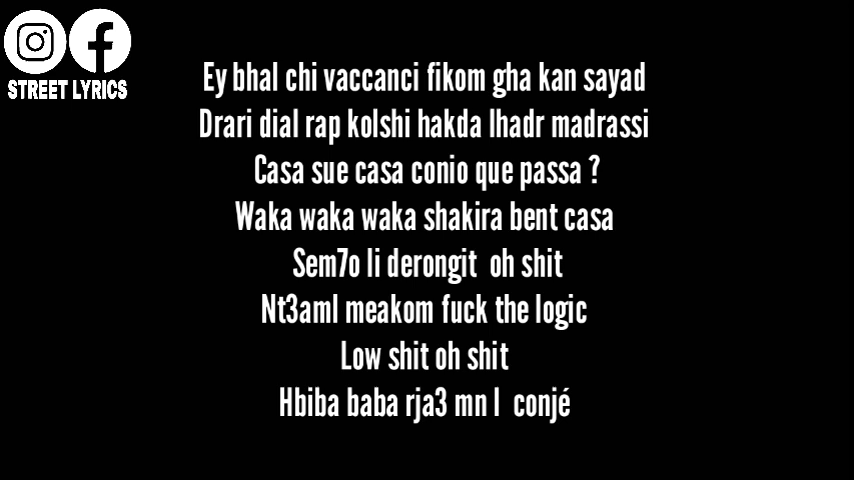 STREET LYRICS
Ey bhal chi vaccanci fikom gha kan sayad
Drari dial rap kolshi hakda lhadr madrassi
Casa sue casa conio que passa ?
Waka waka waka shakira bent casa
Sem7o li derongit oh shit
Nt3aml meakom fuck the logic
Low shit oh shit
Hbiba baba rja3 mn l conjé